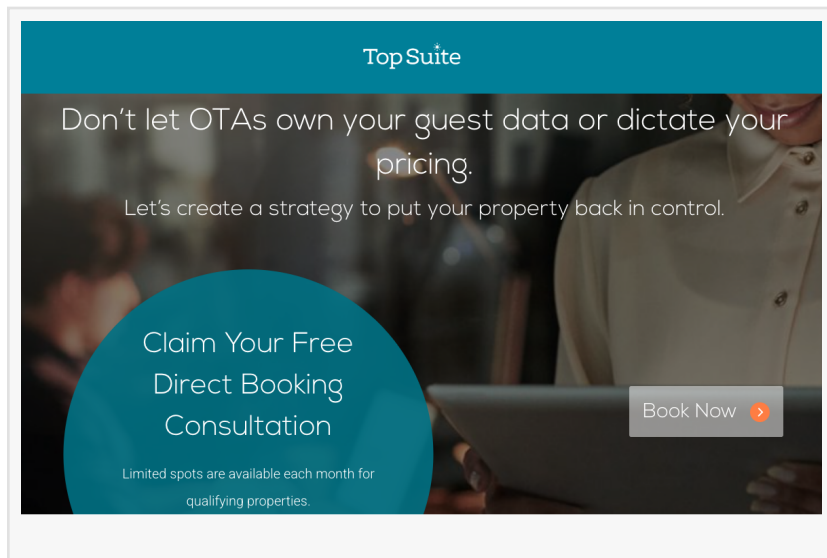 Top Suite
Don't let OTAs own your guest data or dictate your
pricing.
Let's create a strategy to put your property back in control.
Claim Your Free
Direct Booking
Consultation
Limited spots are available each month for
qualifying properties.
Book Now